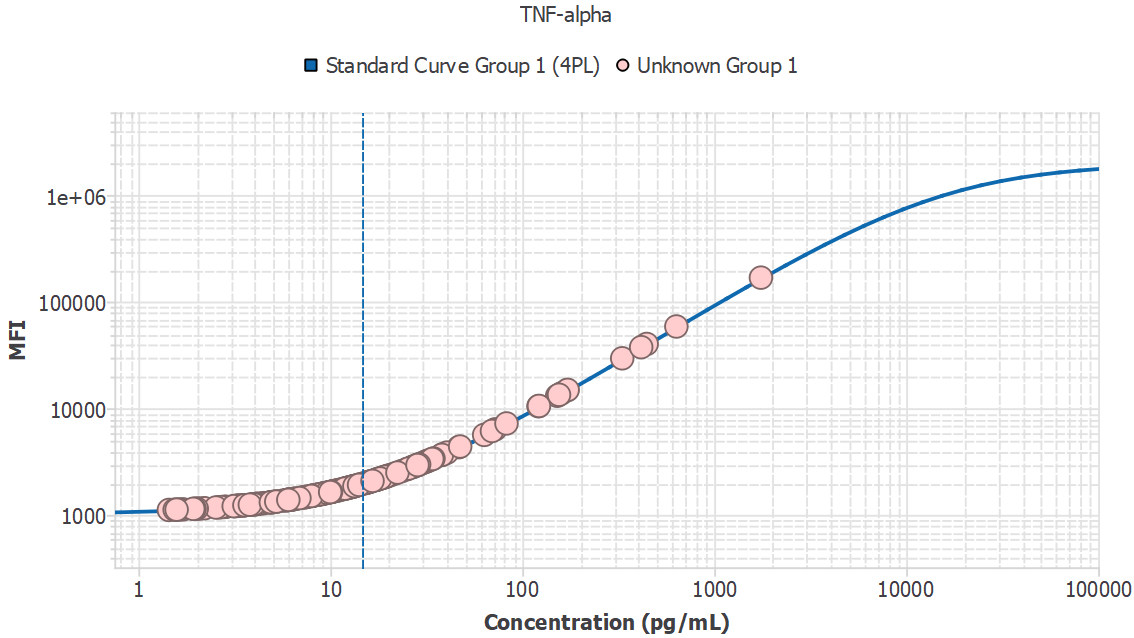 TNF-alpha
Standard Curve Group 1 (4PL) Unknown Group 1
1e+06
100000
10000
1000
MFI
1 10 100 1000 10000 100000
Concentration (pg/mL)